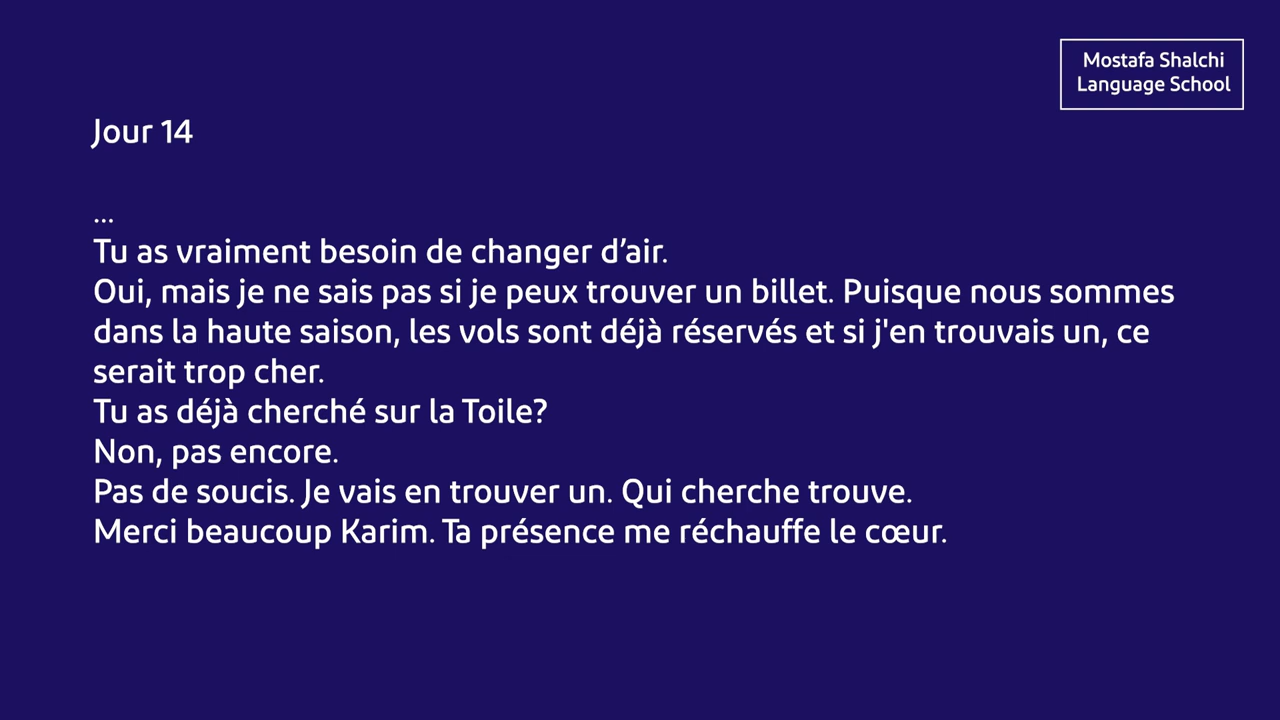 Mostafa Shalchi
Language School
Jour 14
...
Tu as vraiment besoin de changer d’air.
Oui, mais je ne sais pas si je peux trouver un billet. Puisque nous sommes
dans la haute saison, les vols sont déjà réservés et si j'en trouvais un, ce
serait trop cher.
Tu as déjà cherché sur la Toile?
Non, pas encore.
Pas de soucis. Je vais en trouver un. Qui cherche trouve.
Merci beaucoup Karim. Ta présence me réchauffe le cœur.